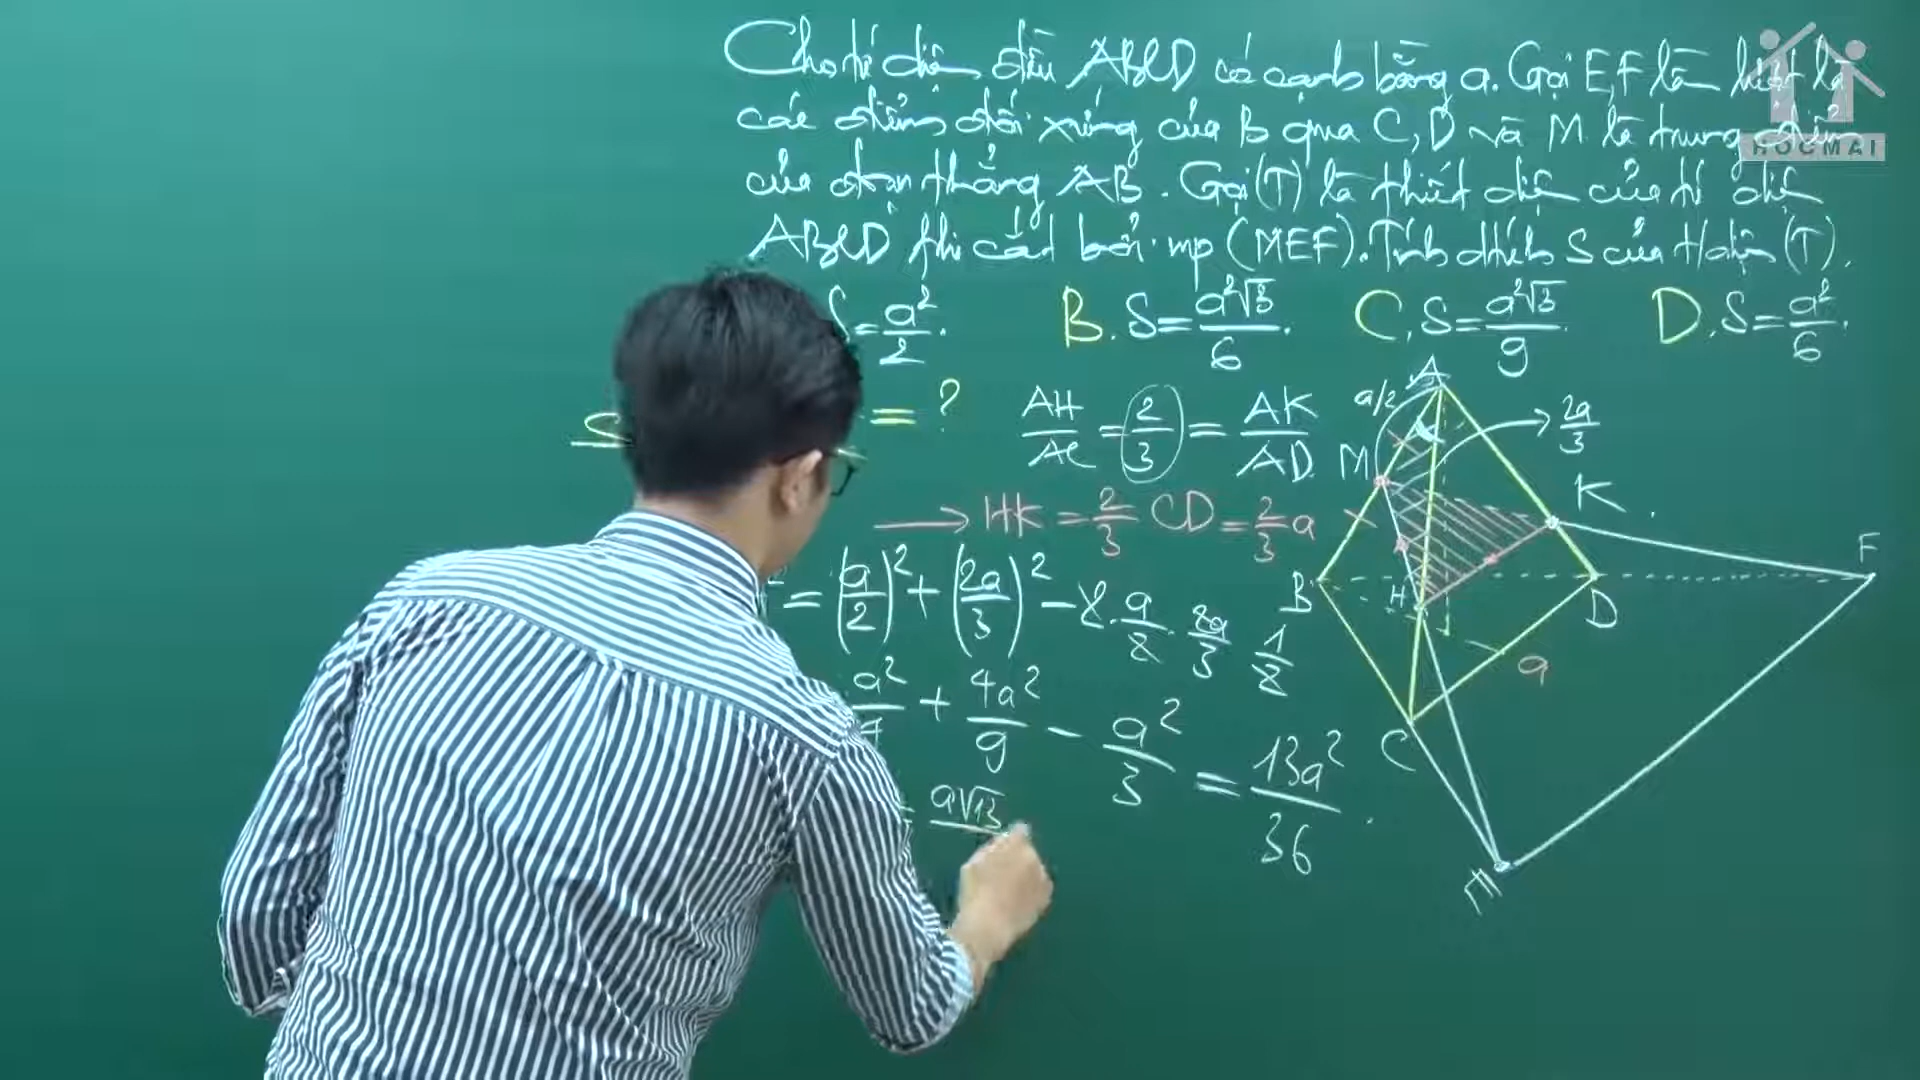 Cho tứ diện đều ABCD có cạnh bằng a. Gọi E,F lần lượt là
các điểm đối xứng của B qua C, D và M là trung điểm
của đoạn thẳng AB. Gọi (T) là thiết diện của tứ diện
ABCD khi cắt bởi mp (MEF). Tính dtích S của thdiện (T).
HOCMAI
S = a²/2. B. S = a²√3/6. C. S = a²√3/9. D. S = a²/6.
S = ?
AH/AC = 2/3 = AK/AD
→ HK = 2/3 CD = 2/3 a
= (a/2)² + (2a/3)² - 2 . a/2 . 2a/3 1/2
a²/4 + 4a²/9 - a²/3 = 13a²/36.
= a√13
A
a/2
2a/3
M
K
F
B
H
D
a
C
E